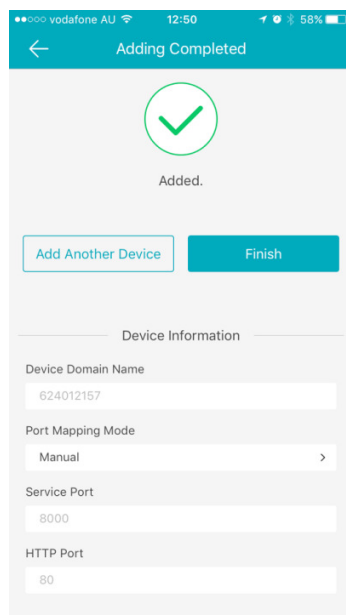 vodafone AU 12:50 58%
Adding Completed
Added.
Add Another Device Finish
Device Information
Device Domain Name
624012157
Port Mapping Mode
Manual >
Service Port
8000
HTTP Port
80